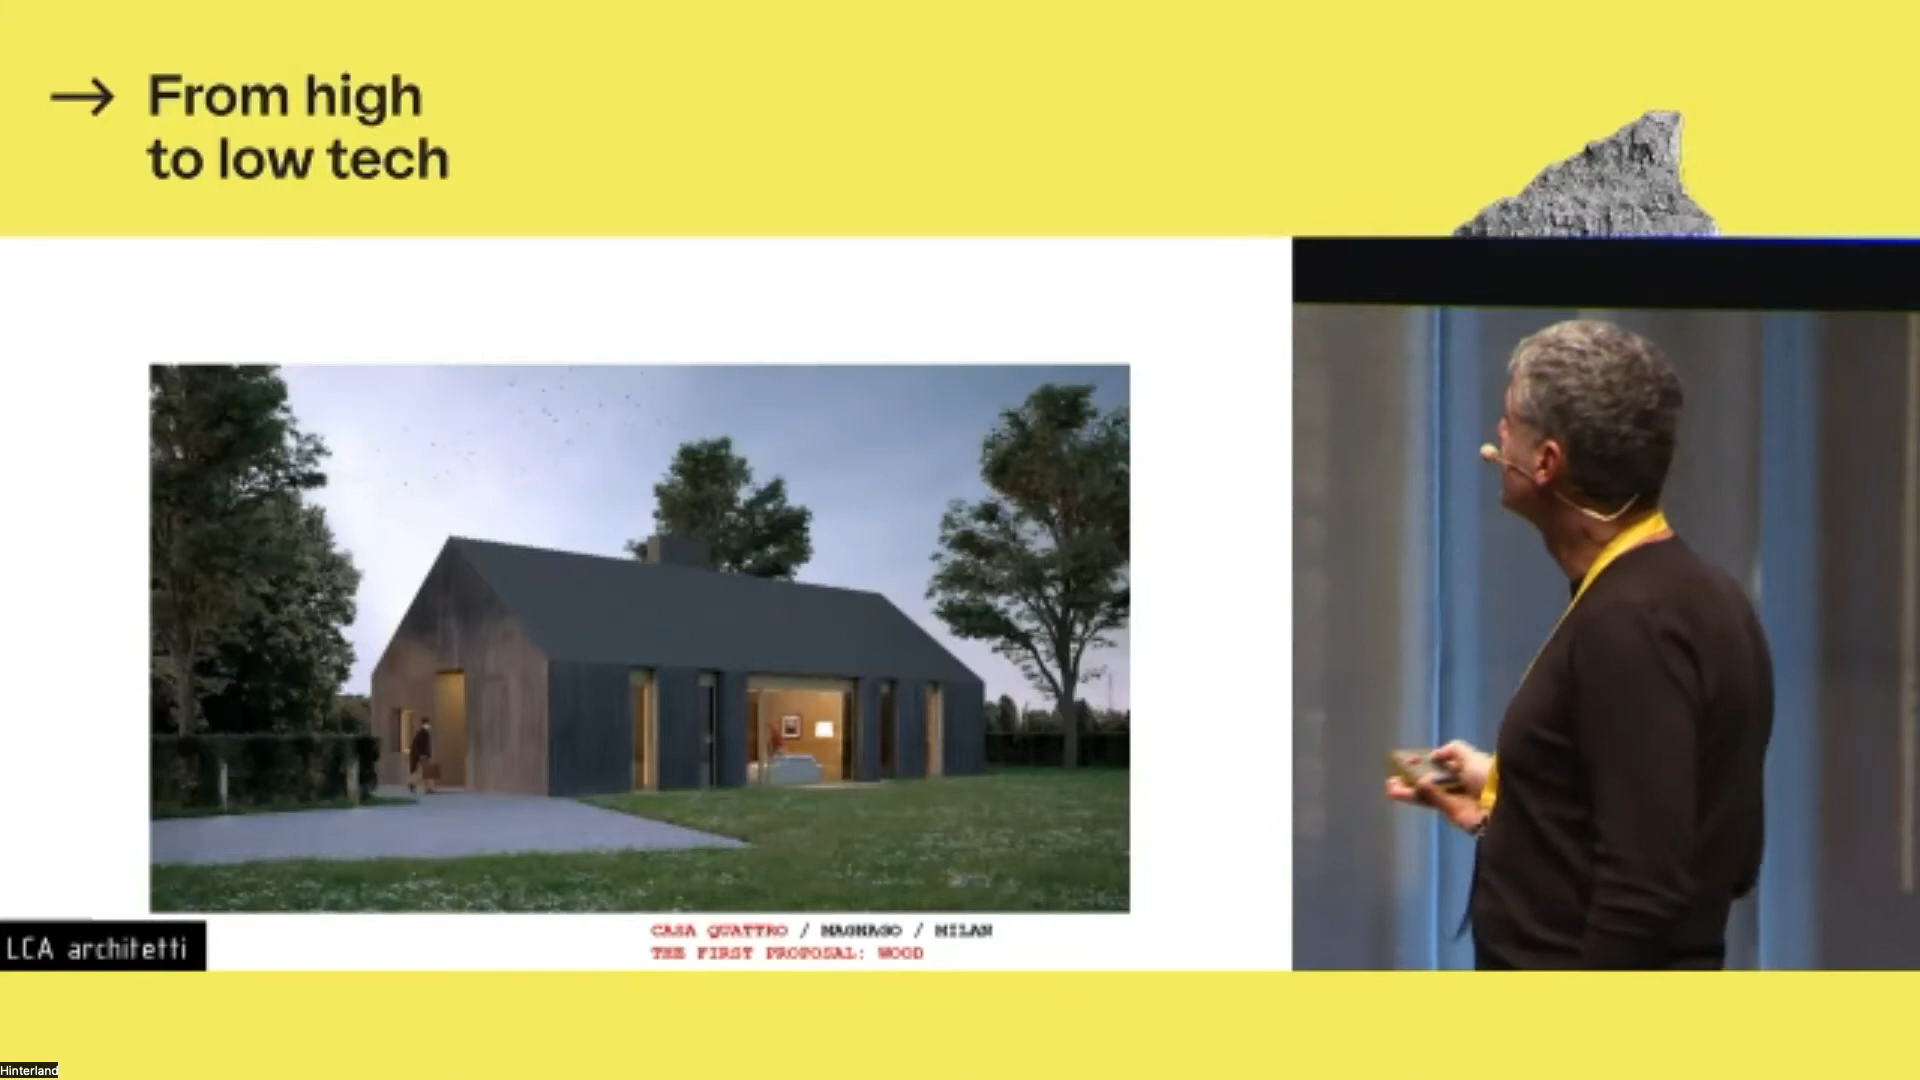 → From high
to low tech
CASA QUATTRO / MAGNAGO / MILAN
THE FIRST PROPOSAL: WOOD
LCA architetti
Hinterland